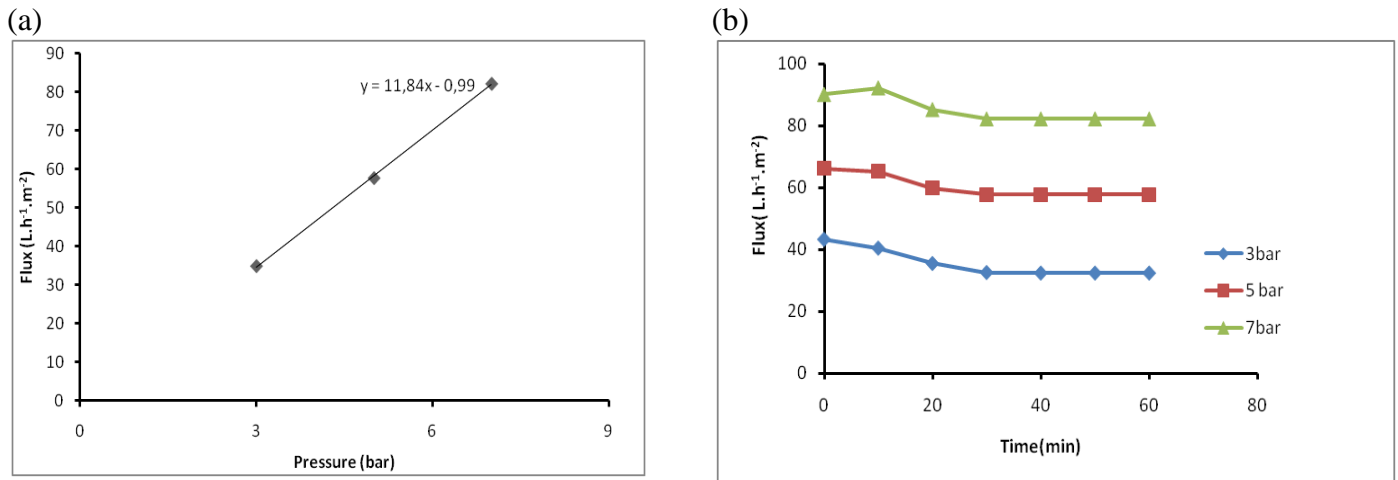 (a)
90
80
70
60
50
40
30
20
10
0
Flux (L.h⁻¹.m⁻²)
y = 11,84x - 0,99
0 3 6 9
Pressure (bar)
(b)
100
80
60
40
20
0
Flux( L.h⁻¹.m⁻²)
3bar
5 bar
7bar
0 20 40 60 80
Time(min)